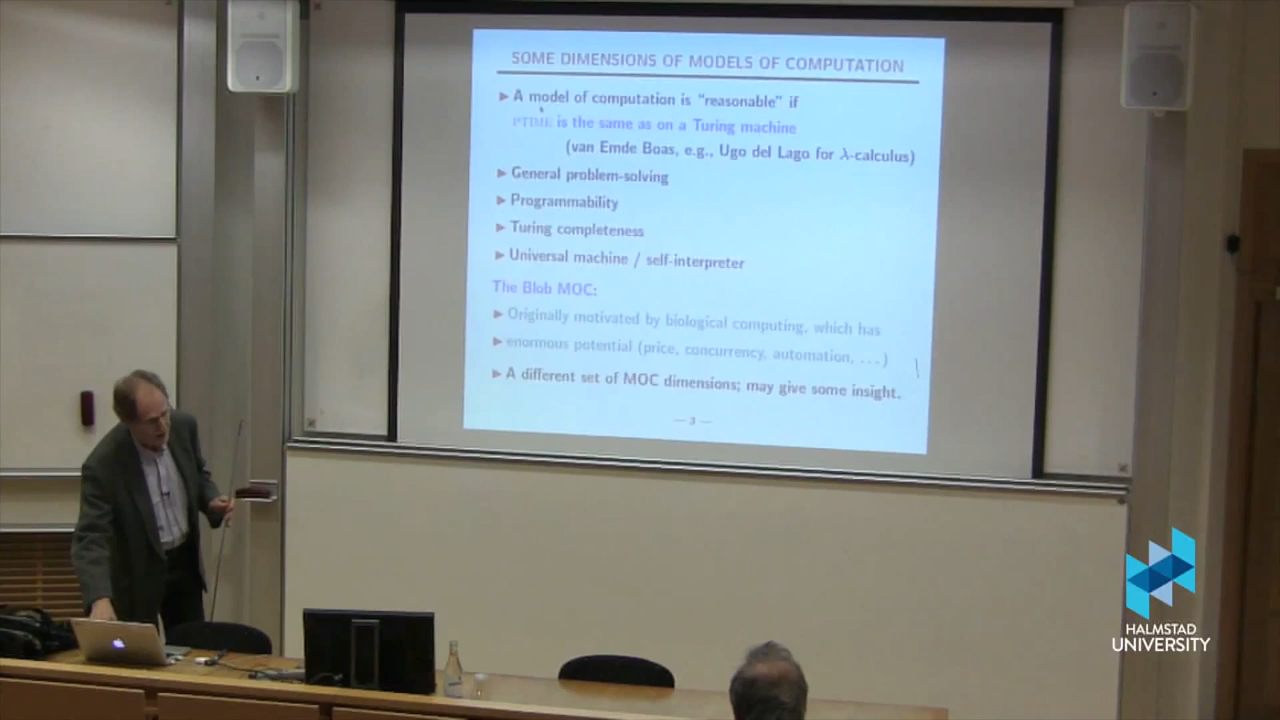 SOME DIMENSIONS OF MODELS OF COMPUTATION
▶ A model of computation is "reasonable" if
PTIME is the same as on a Turing machine
(van Emde Boas, e.g., Ugo del Lago for λ-calculus)
▶ General problem-solving
▶ Programmability
▶ Turing completeness
▶ Universal machine / self-interpreter
The Blob MOC:
▶ Originally motivated by biological computing, which has
▶ enormous potential (price, concurrency, automation, ...)
▶ A different set of MOC dimensions; may give some insight.
— 3 —
HALMSTAD
UNIVERSITY